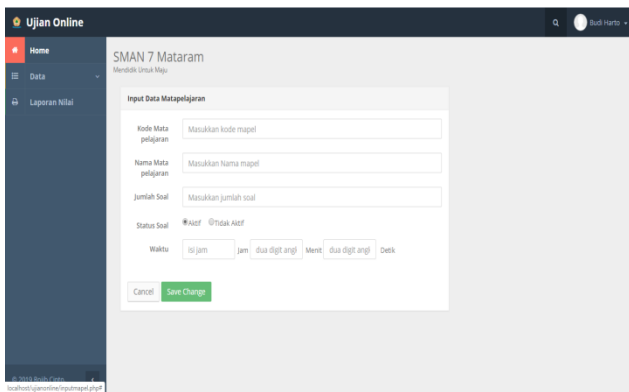 Ujian Online
Budi Harto
Home
Data
Laporan Nilai
SMAN 7 Mataram
Mendidik Untuk Maju
Input Data Matapelajaran
Kode Mata
pelajaran
Masukkan kode mapel
Nama Mata
pelajaran
Masukkan Nama mapel
Jumlah Soal
Masukkan jumlah soal
Status Soal
Aktif Tidak Aktif
Waktu
isi jam Jam dua digit angl Menit dua digit angl Detik
Cancel Save Change
localhost/ujianonline/inputmapel.php#